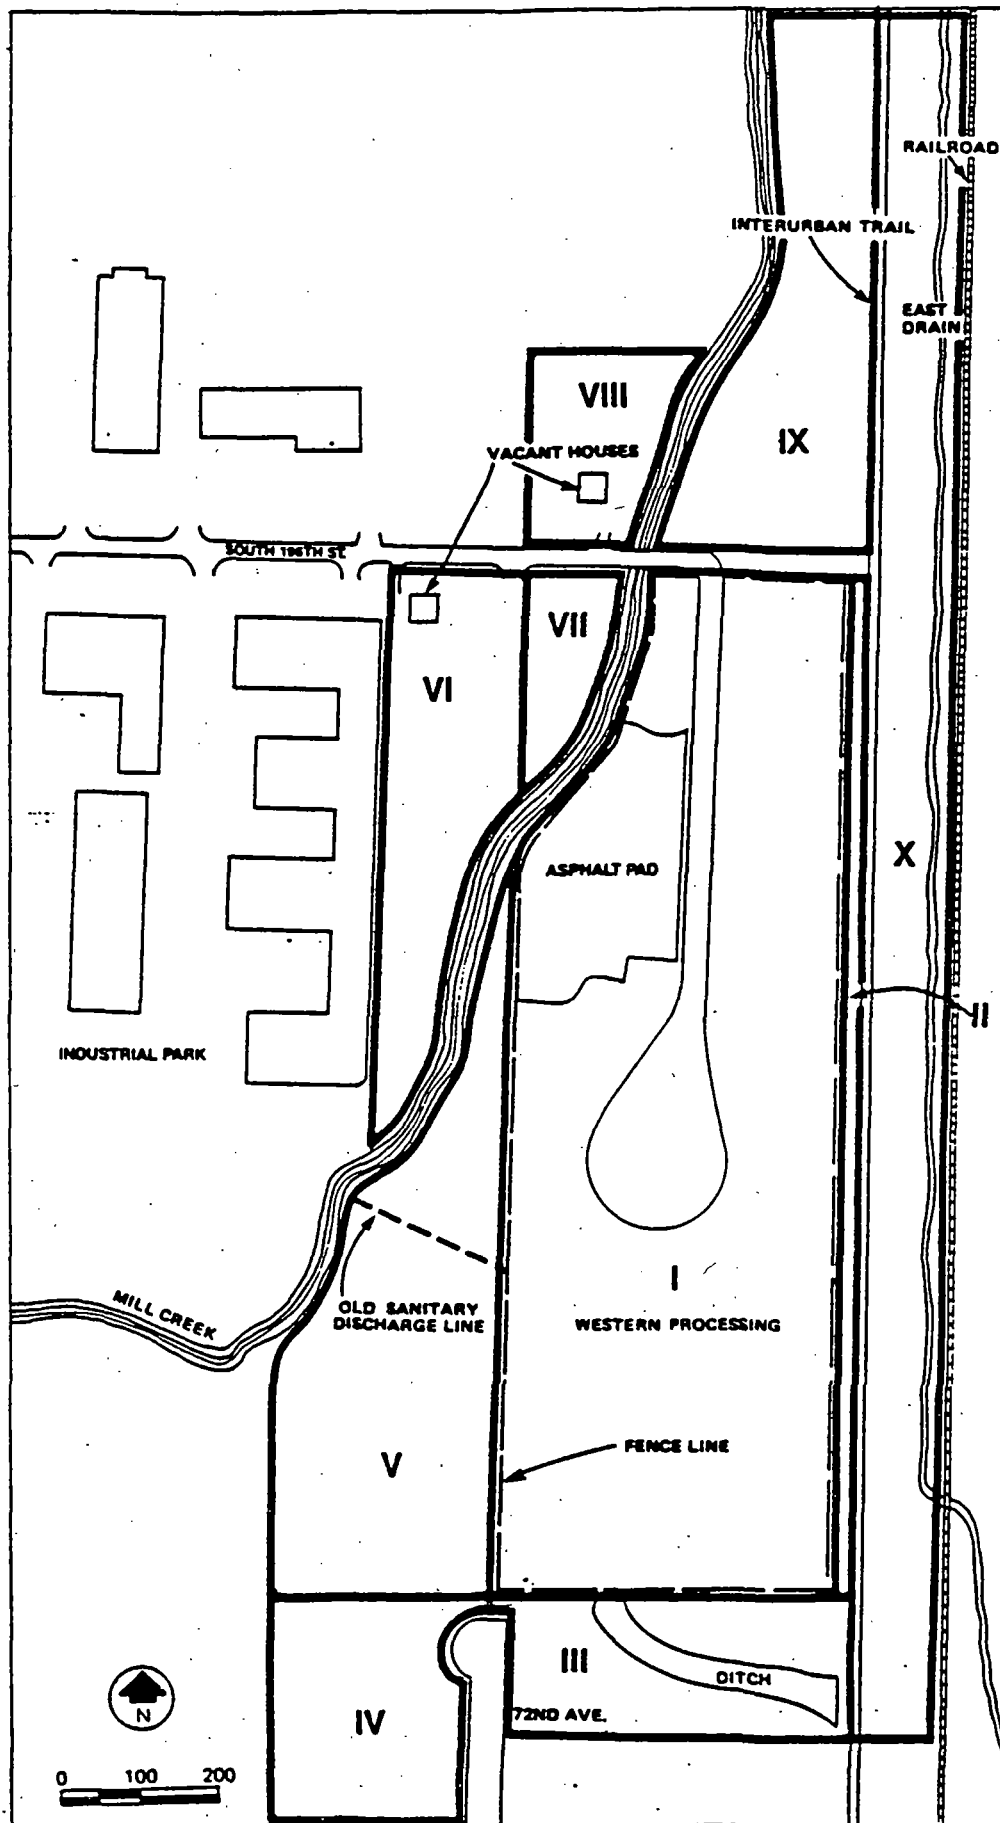 RAILROAD
INTERURBAN TRAIL
EAST
DRAIN
VIII
IX
VACANT HOUSES
SOUTH 196TH ST.
VII
VI
ASPHALT PAD
X
II
INDUSTRIAL PARK
I
MILL CREEK
OLD SANITARY
DISCHARGE LINE
WESTERN PROCESSING
FENCE LINE
V
III
DITCH
72ND AVE.
IV
N
0 100 200